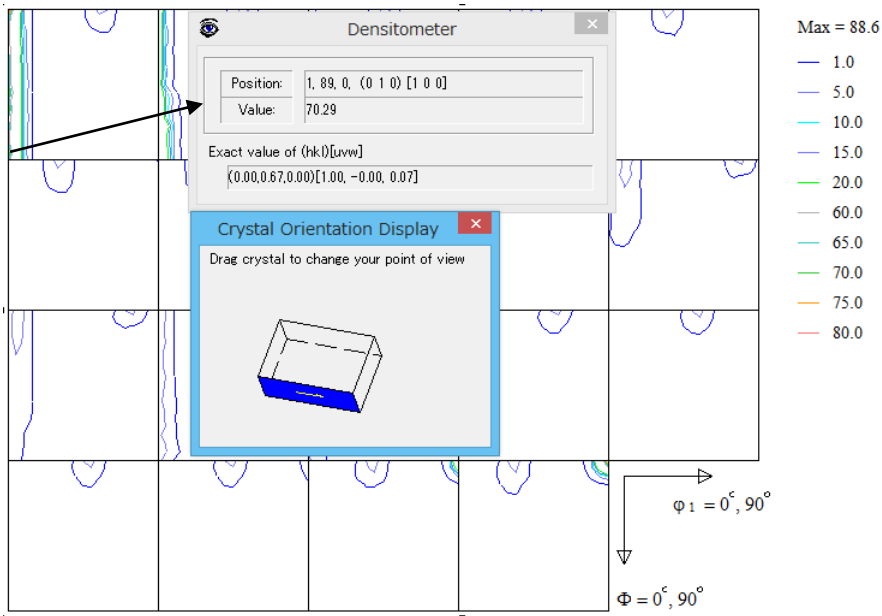 Densitometer
Position: 1, 89, 0, (0 1 0) [1 0 0]
Value: 70.29
Exact value of (hkl)[uvw]
(0.00,0.67,0.00)[1.00, -0.00, 0.07]
Crystal Orientation Display
Drag crystal to change your point of view
Max = 88.6
1.0
5.0
10.0
15.0
20.0
60.0
65.0
70.0
75.0
80.0
φ 1 = 0°, 90°
Φ = 0°, 90°